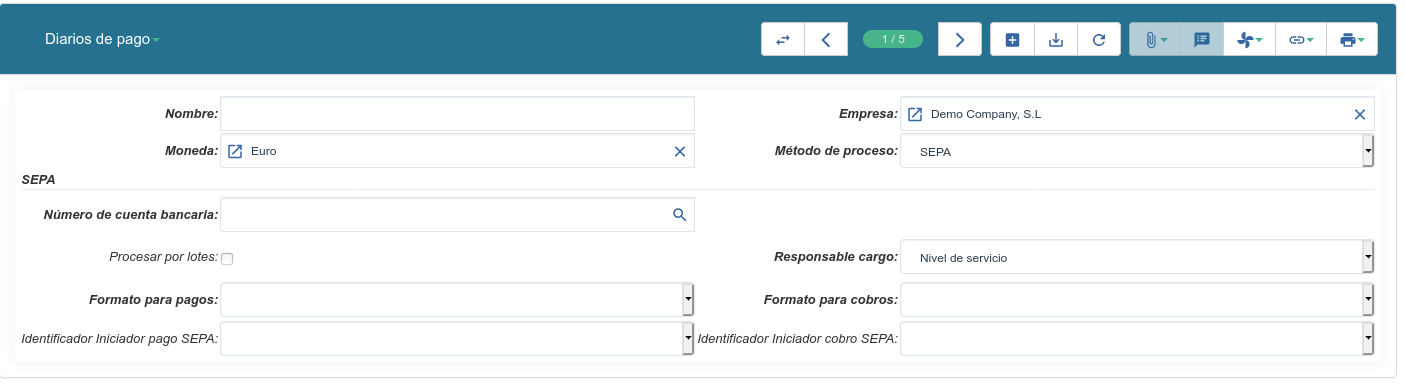 Diarios de pago
1 / 5
Nombre:
Empresa: Demo Company, S.L
Moneda: Euro
Método de proceso: SEPA
SEPA
Número de cuenta bancaria:
Procesar por lotes:
Responsable cargo: Nivel de servicio
Formato para pagos:
Formato para cobros:
Identificador Iniciador pago SEPA:
Identificador Iniciador cobro SEPA: